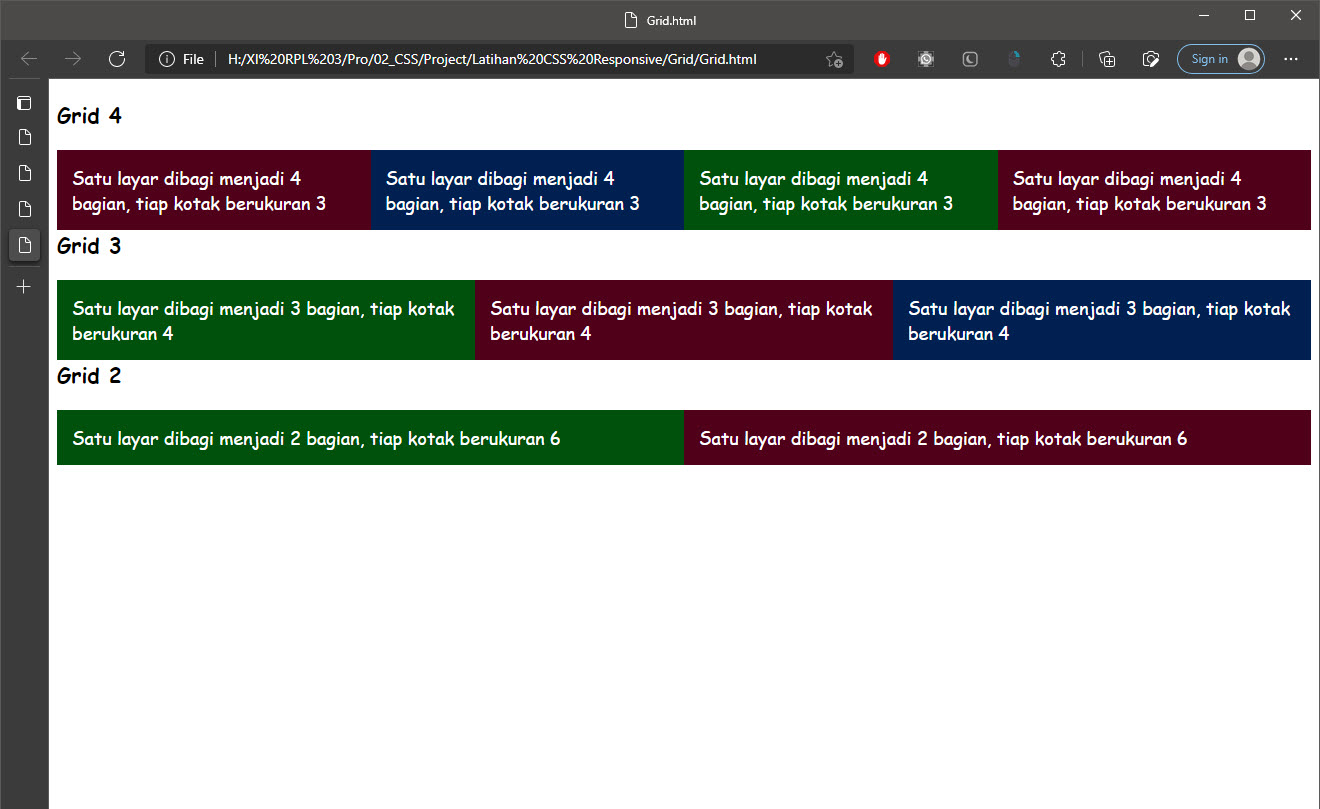 Grid.html
File
H:/XI%20RPL%203/Pro/02_CSS/Project/Latihan%20CSS%20Responsive/Grid/Grid.html
Sign in
Grid 4
Satu layar dibagi menjadi 4
bagian, tiap kotak berukuran 3
Satu layar dibagi menjadi 4
bagian, tiap kotak berukuran 3
Satu layar dibagi menjadi 4
bagian, tiap kotak berukuran 3
Satu layar dibagi menjadi 4
bagian, tiap kotak berukuran 3
Grid 3
Satu layar dibagi menjadi 3 bagian, tiap kotak
berukuran 4
Satu layar dibagi menjadi 3 bagian, tiap kotak
berukuran 4
Satu layar dibagi menjadi 3 bagian, tiap kotak
berukuran 4
Grid 2
Satu layar dibagi menjadi 2 bagian, tiap kotak berukuran 6
Satu layar dibagi menjadi 2 bagian, tiap kotak berukuran 6